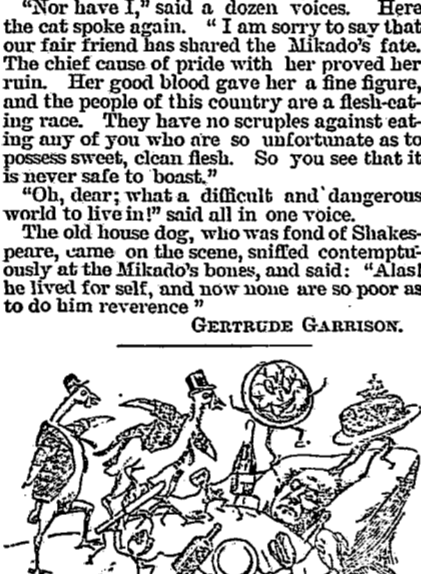 "Nor have I," said a dozen voices. Here
the cat spoke again. "I am sorry to say that
our fair friend has shared the Mikado's fate.
The chief cause of pride with her proved her
ruin. Her good blood gave her a fine figure,
and the people of this country are a flesh-eat-
ing race. They have no scruples against eat-
ing any of you who are so unfortunate as to
possess sweet, clean flesh. So you see that it
is never safe to boast."
"Oh, dear; what a difficult and dangerous
world to live in!" said all in one voice.
The old house dog, who was fond of Shakes-
peare, came on the scene, sniffed contemptu-
ously at the Mikado's bones, and said: "Alas!
he lived for self, and now none are so poor as
to do him reverence"
GERTRUDE GARRISON.